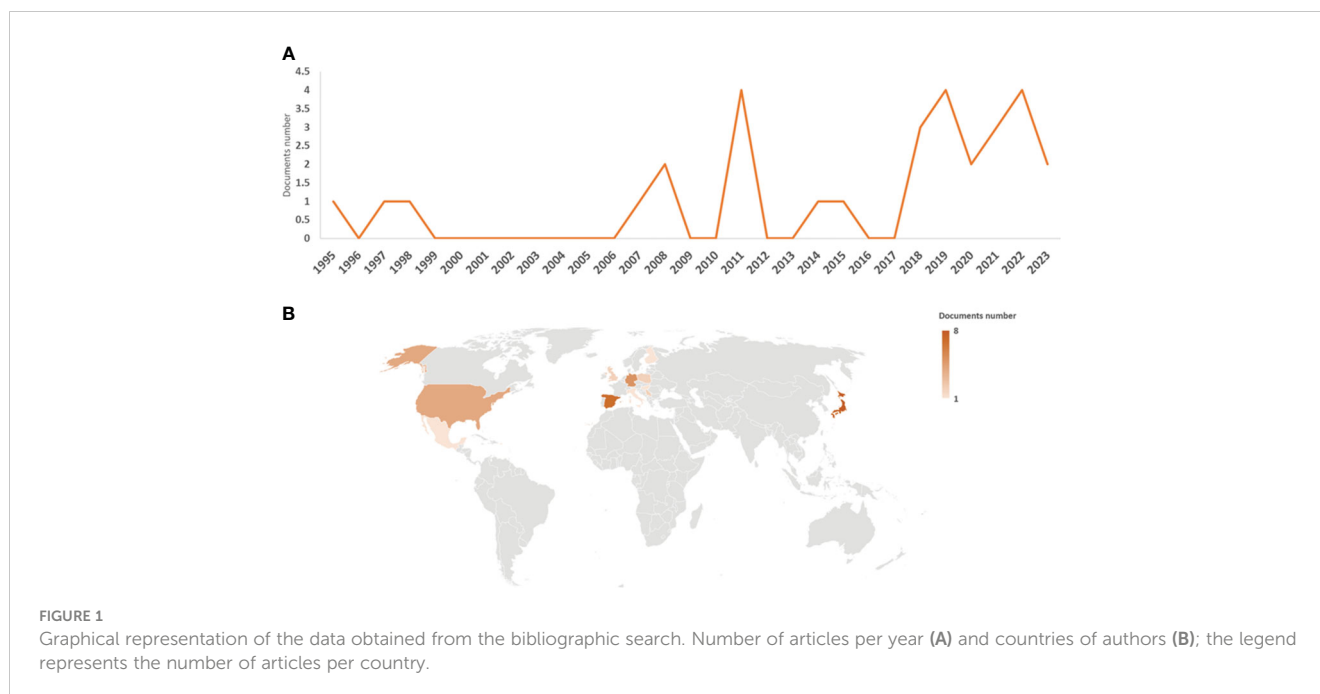 A
4.5
4
3.5
3
2.5
2
1.5
1
0.5
0
Documents number
1995 1996 1997 1998 1999 2000 2001 2002 2003 2004 2005 2006 2007 2008 2009 2010 2011 2012 2013 2014 2015 2016 2017 2018 2019 2020 2021 2022 2023
B
Documents number
8
1
FIGURE 1
Graphical representation of the data obtained from the bibliographic search. Number of articles per year (A) and countries of authors (B); the legend
represents the number of articles per country.